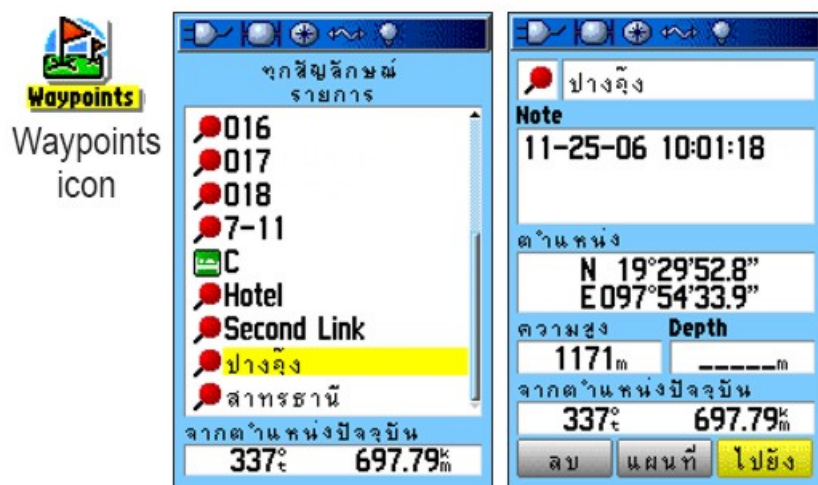 Waypoints
Waypoints
icon
ทุกสัญลักษณ์
รายการ
016
017
018
7-11
C
Hotel
Second Link
ปางอุ๋ง
สาทรธานี
จากตำแหน่งปัจจุบัน
337°t 697.79km
ปางอุ๋ง
Note
11-25-06 10:01:18
ตำแหน่ง
N 19°29'52.8"
E097°54'33.9"
ความสูง Depth
1171m _____m
จากตำแหน่งปัจจุบัน
337°t 697.79km
ลบ แผนที่ ไปยัง